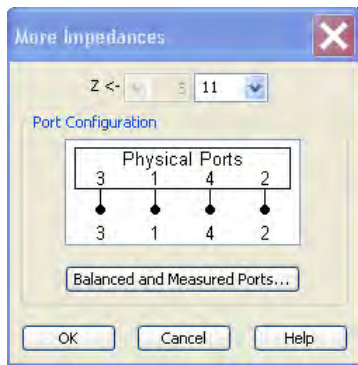 More Impedances
Z <- 5 11
Port Configuration
Physical Ports
3 1 4 2
3 1 4 2
Balanced and Measured Ports...
OK Cancel Help